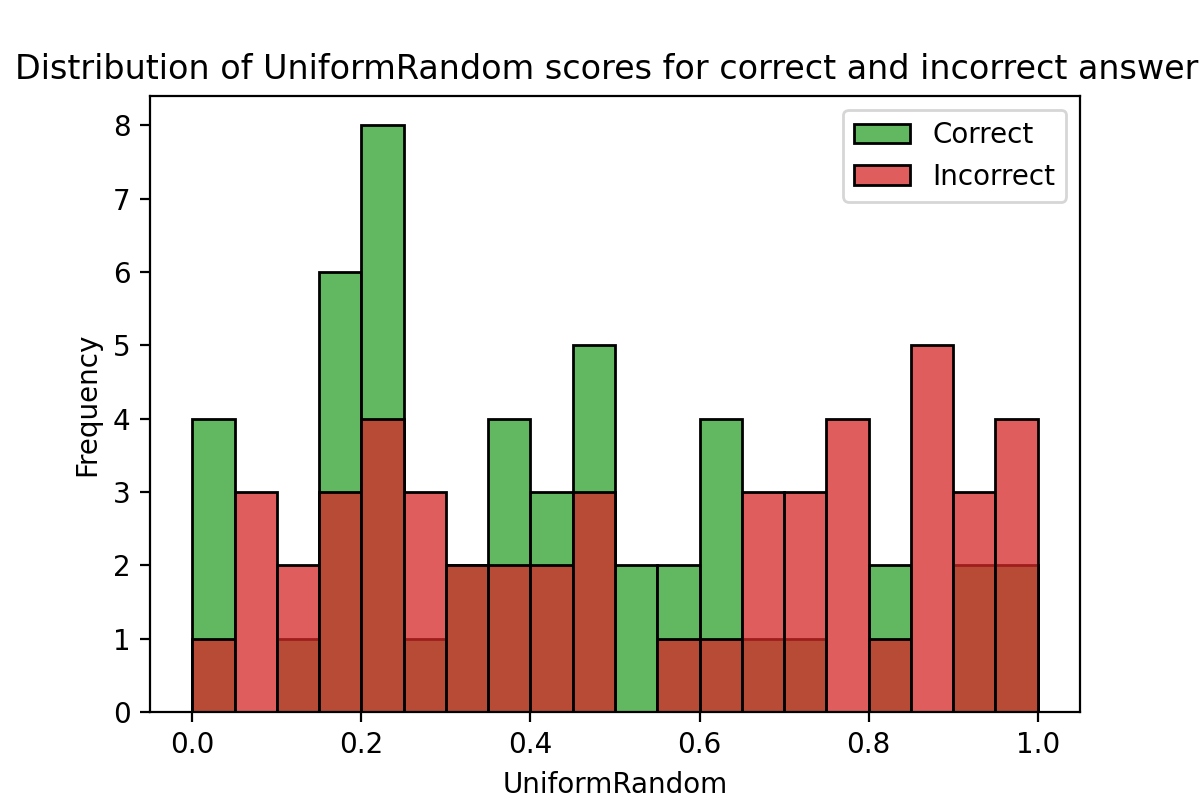 Distribution of UniformRandom scores for correct and incorrect answer
Correct
Incorrect
Frequency
8
7
6
5
4
3
2
1
0
0.0 0.2 0.4 0.6 0.8 1.0
UniformRandom